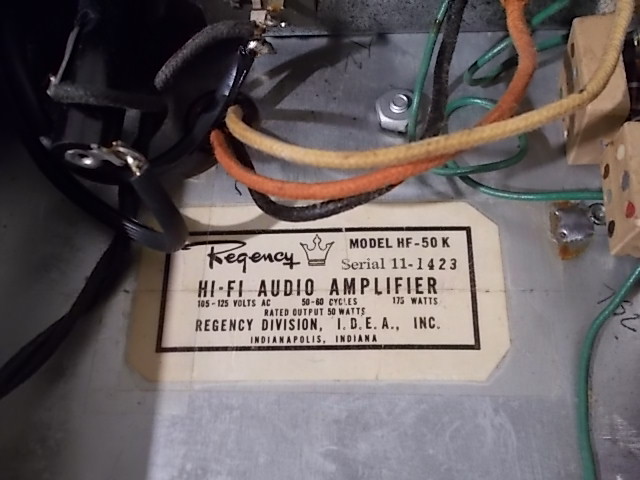 Regency MODEL HF-50 K
Serial 11-1423
HI-FI AUDIO AMPLIFIER
105-125 VOLTS AC 50-60 CYCLES 175 WATTS
RATED OUTPUT 50 WATTS
REGENCY DIVISION, I.D.E.A., INC.
INDIANAPOLIS, INDIANA